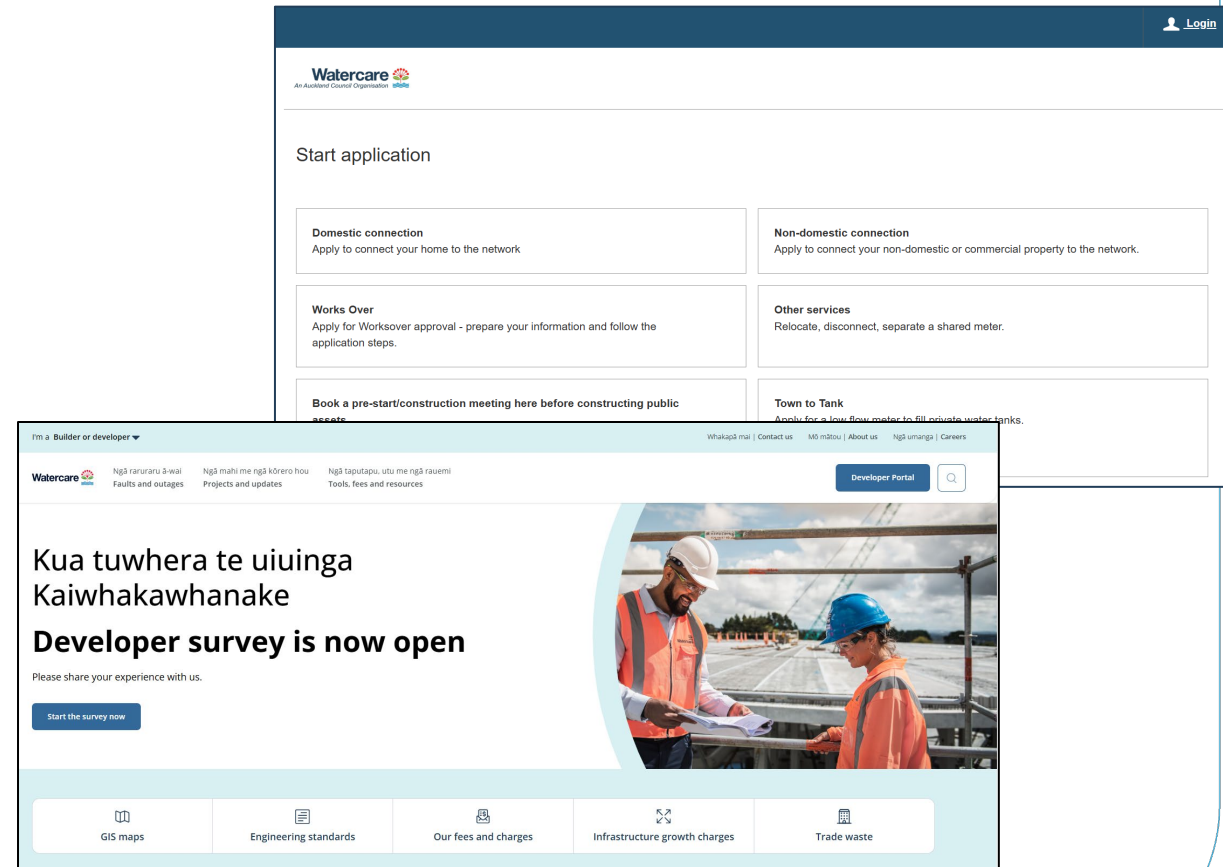 Login
Watercare
An Auckland Council Organisation
Start application
Domestic connection
Apply to connect your home to the network
Non-domestic connection
Apply to connect your non-domestic or commercial property to the network.
Works Over
Apply for Worksover approval - prepare your information and follow the
application steps.
Other services
Relocate, disconnect, separate a shared meter.
Book a pre-start/construction meeting here before constructing public
assets
Town to Tank
Apply for a low flow meter to fill private water tanks.
I'm a Builder or developer
Whakapā mai | Contact us Mō mātou | About us Ngā umanga | Careers
Watercare
Ngā raruraru ā-wai
Faults and outages
Ngā mahi me ngā kōrero hou
Projects and updates
Ngā taputapu, utu me ngā rauemi
Tools, fees and resources
Developer Portal
Kua tuwhera te uiuinga
Kaiwhakawhanake
Developer survey is now open
Please share your experience with us.
Start the survey now
GIS maps
Engineering standards
Our fees and charges
Infrastructure growth charges
Trade waste